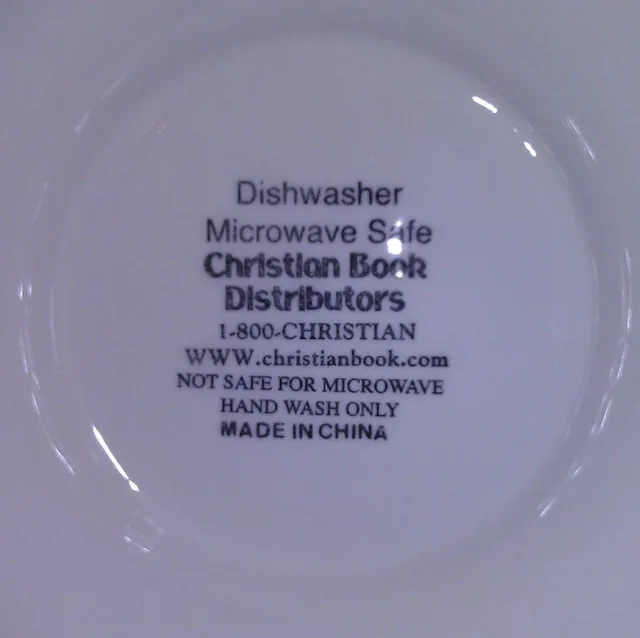 Dishwasher
Microwave Safe
Christian Book
Distributors
1-800-CHRISTIAN
WWW.christianbook.com
NOT SAFE FOR MICROWAVE
HAND WASH ONLY
MADE IN CHINA